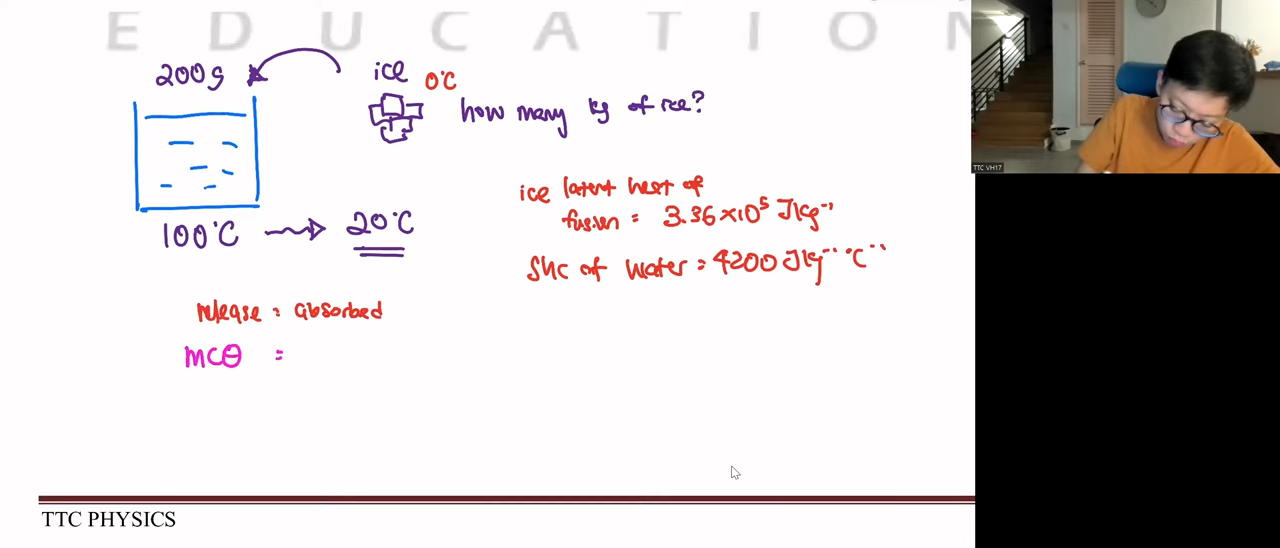 EDUCATION
200g
ice
0°C
how many kg of ice?
100°C
20°C
ice latent heat of
fusion = 3.36 × 10⁵ Jkg⁻¹
SHC of water = 4200 Jkg⁻¹ °C⁻¹
release = absorbed
mcθ =
TTC PHYSICS
TTC VH17